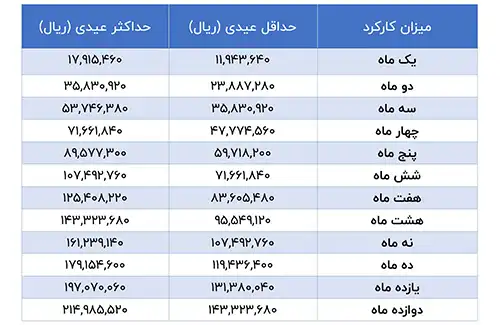 میزان کارکرد	حداقل عیدی (ریال)	حداکثر عیدی (ریال)
یک ماه	۱۱,۹۴۳,۶۴۰	۱۷,۹۱۵,۴۶۰
دو ماه	۲۳,۸۸۷,۲۸۰	۳۵,۸۳۰,۹۲۰
سه ماه	۳۵,۸۳۰,۹۲۰	۵۳,۷۴۶,۳۸۰
چهار ماه	۴۷,۷۷۴,۵۶۰	۷۱,۶۶۱,۸۴۰
پنج ماه	۵۹,۷۱۸,۲۰۰	۸۹,۵۷۷,۳۰۰
شش ماه	۷۱,۶۶۱,۸۴۰	۱۰۷,۴۹۲,۷۶۰
هفت ماه	۸۳,۶۰۵,۴۸۰	۱۲۵,۴۰۸,۲۲۰
هشت ماه	۹۵,۵۴۹,۱۲۰	۱۴۳,۳۲۳,۶۸۰
نه ماه	۱۰۷,۴۹۲,۷۶۰	۱۶۱,۲۳۹,۱۴۰
ده ماه	۱۱۹,۴۳۶,۴۰۰	۱۷۹,۱۵۴,۶۰۰
یازده ماه	۱۳۱,۳۸۰,۰۴۰	۱۹۷,۰۷۰,۰۶۰
دوازده ماه	۱۴۳,۳۲۳,۶۸۰	۲۱۴,۹۸۵,۵۲۰